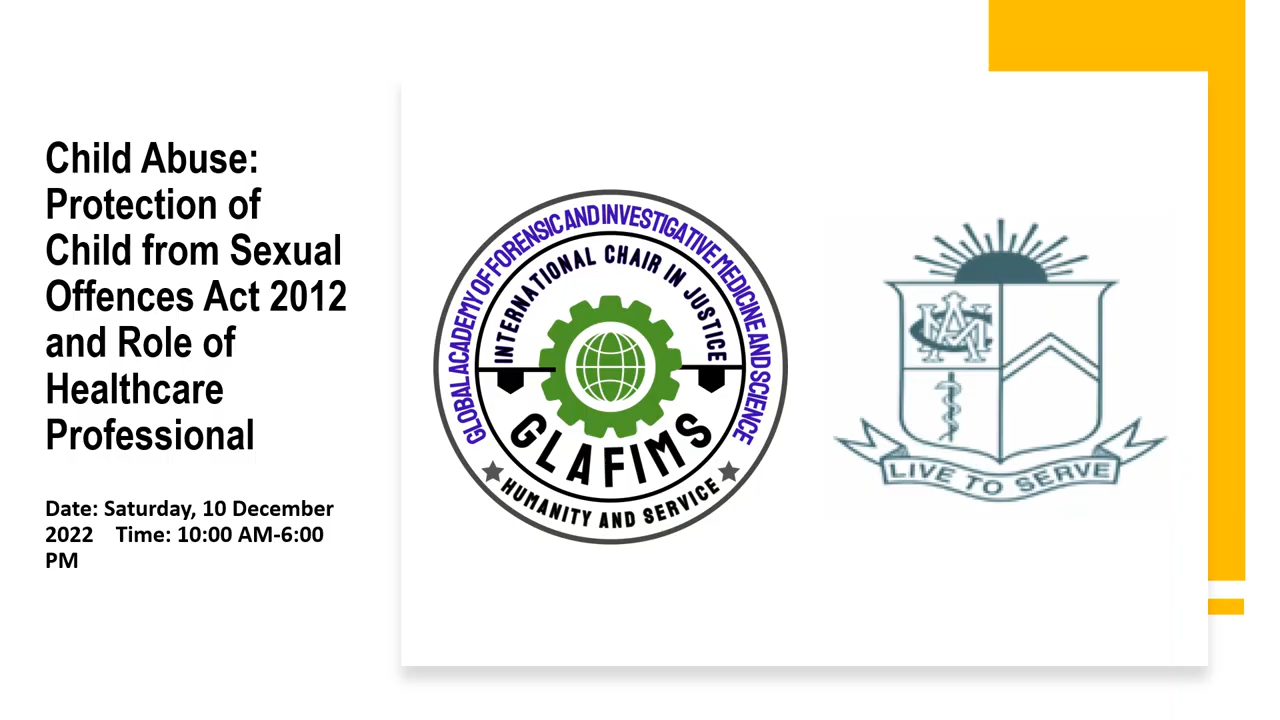 Child Abuse:
Protection of
Child from Sexual
Offences Act 2012
and Role of
Healthcare
Professional
Date: Saturday, 10 December
2022 Time: 10:00 AM-6:00
PM
GLOBAL ACADEMY OF FORENSIC AND INVESTIGATIVE MEDICINE AND SCIENCE
INTERNATIONAL CHAIR IN JUSTICE
GLAFIMS
HUMANITY AND SERVICE
LIVE TO SERVE